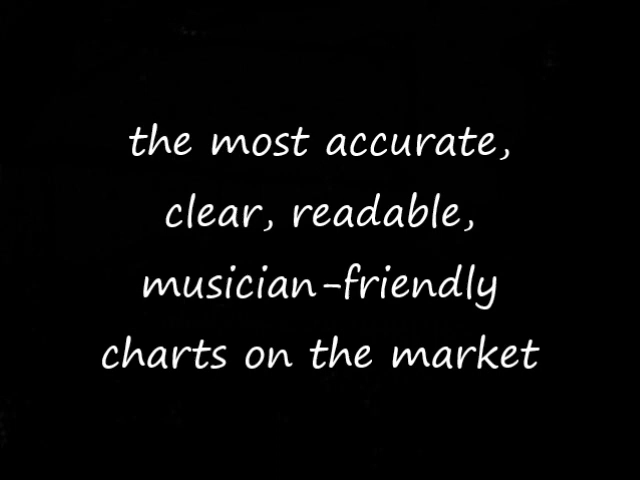 the most accurate,
clear, readable,
musician-friendly
charts on the market